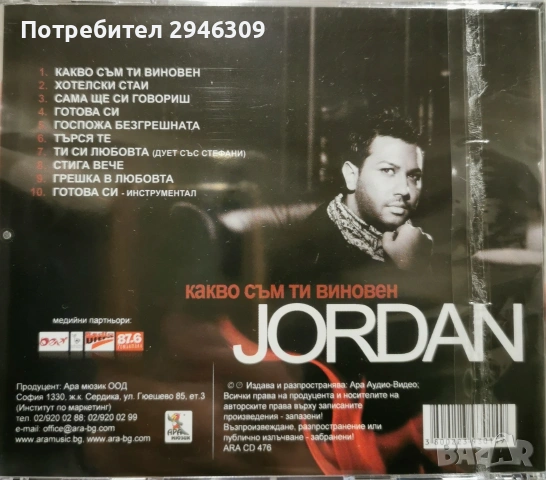 Потребител 2946309
1. КАКВО СЪМ ТИ ВИНОВЕН
2. ХОТЕЛСКИ СТАИ
3. САМА ЩЕ СИ ГОВОРИШ
4. ГОТОВА СИ
5. ГОСПОЖА БЕЗГРЕШНАТА
6. ТЪРСЯ ТЕ
7. ТИ СИ ЛЮБОВТА (ДУЕТ СЪС СТЕФАНИ)
8. СТИГА ВЕЧЕ
9. ГРЕШКА В ЛЮБОВТА
10. ГОТОВА СИ - ИНСТРУМЕНТАЛ
КАКВО СЪМ ТИ ВИНОВЕН
JORDAN
медийни партньори:
87.6
Продуцент: Ара мюзик ООД
София 1330, ж.к. Сердика, ул. Гюешево 85, ет.3
(Институт по маркетинг)
тел. 02/920 02 88; 02/920 02 99
e-mail: office@ara-bg.com
www.aramusic.bg, www.ara-bg.com
© ℗ Издава и разпространява: Ара Аудио-Видео;
Всички права на продуцента и носителите на
авторските права върху записаните
произведения - запазени!
Възпроизвеждане, разпространение или
публично излъчване - забранени!
ARA CD 476
BAZAR